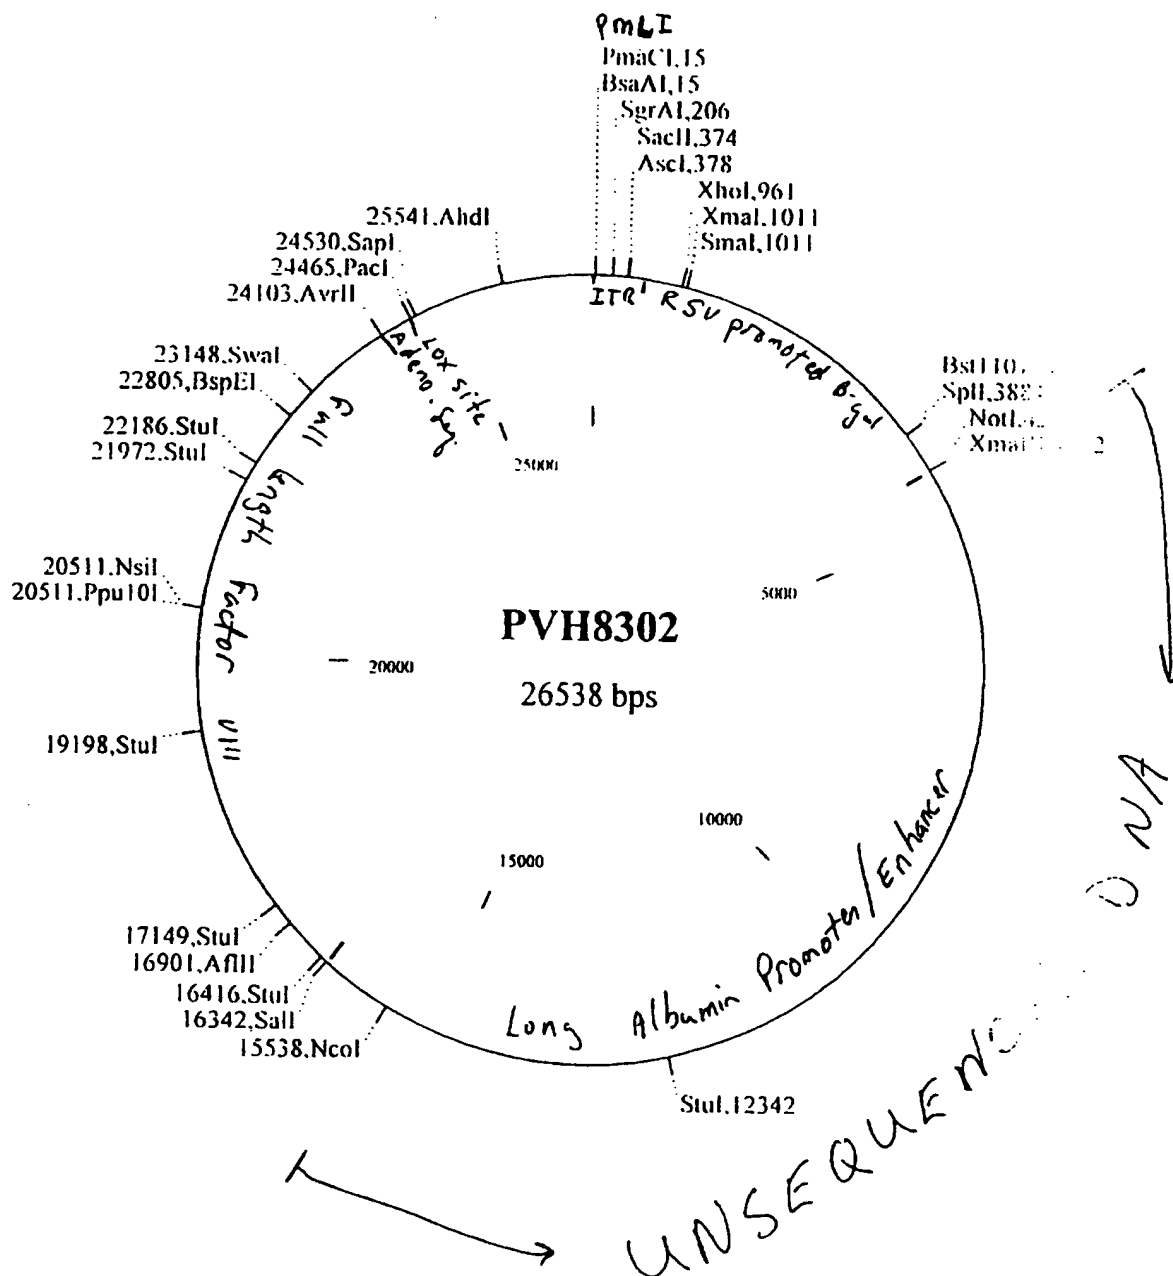 PmLI
PmaCI,15
BsaAI,15
SgrAI,206
SacII,374
AscI,378
XhoI,961
XmaI,1011
SmaI,1011
25541,AhdI
24530,SapI
24465,PacI
24103,AvrII
23148,SwaI
22805,BspEI
22186,StuI
21972,StuI
20511,NsiI
20511,Ppu10I
19198,StuI
17149,StuI
16901,AflII
16416,StuI
16342,SalI
15538,NcoI
StuI,12342
ITR
RSV promoted B-gal
Lox site
Adeno. Seq.
Full length Factor VIII
Long Albumin Promoter/Enhancer
25000
5000
20000
10000
15000
PVH8302
26538 bps
DNA